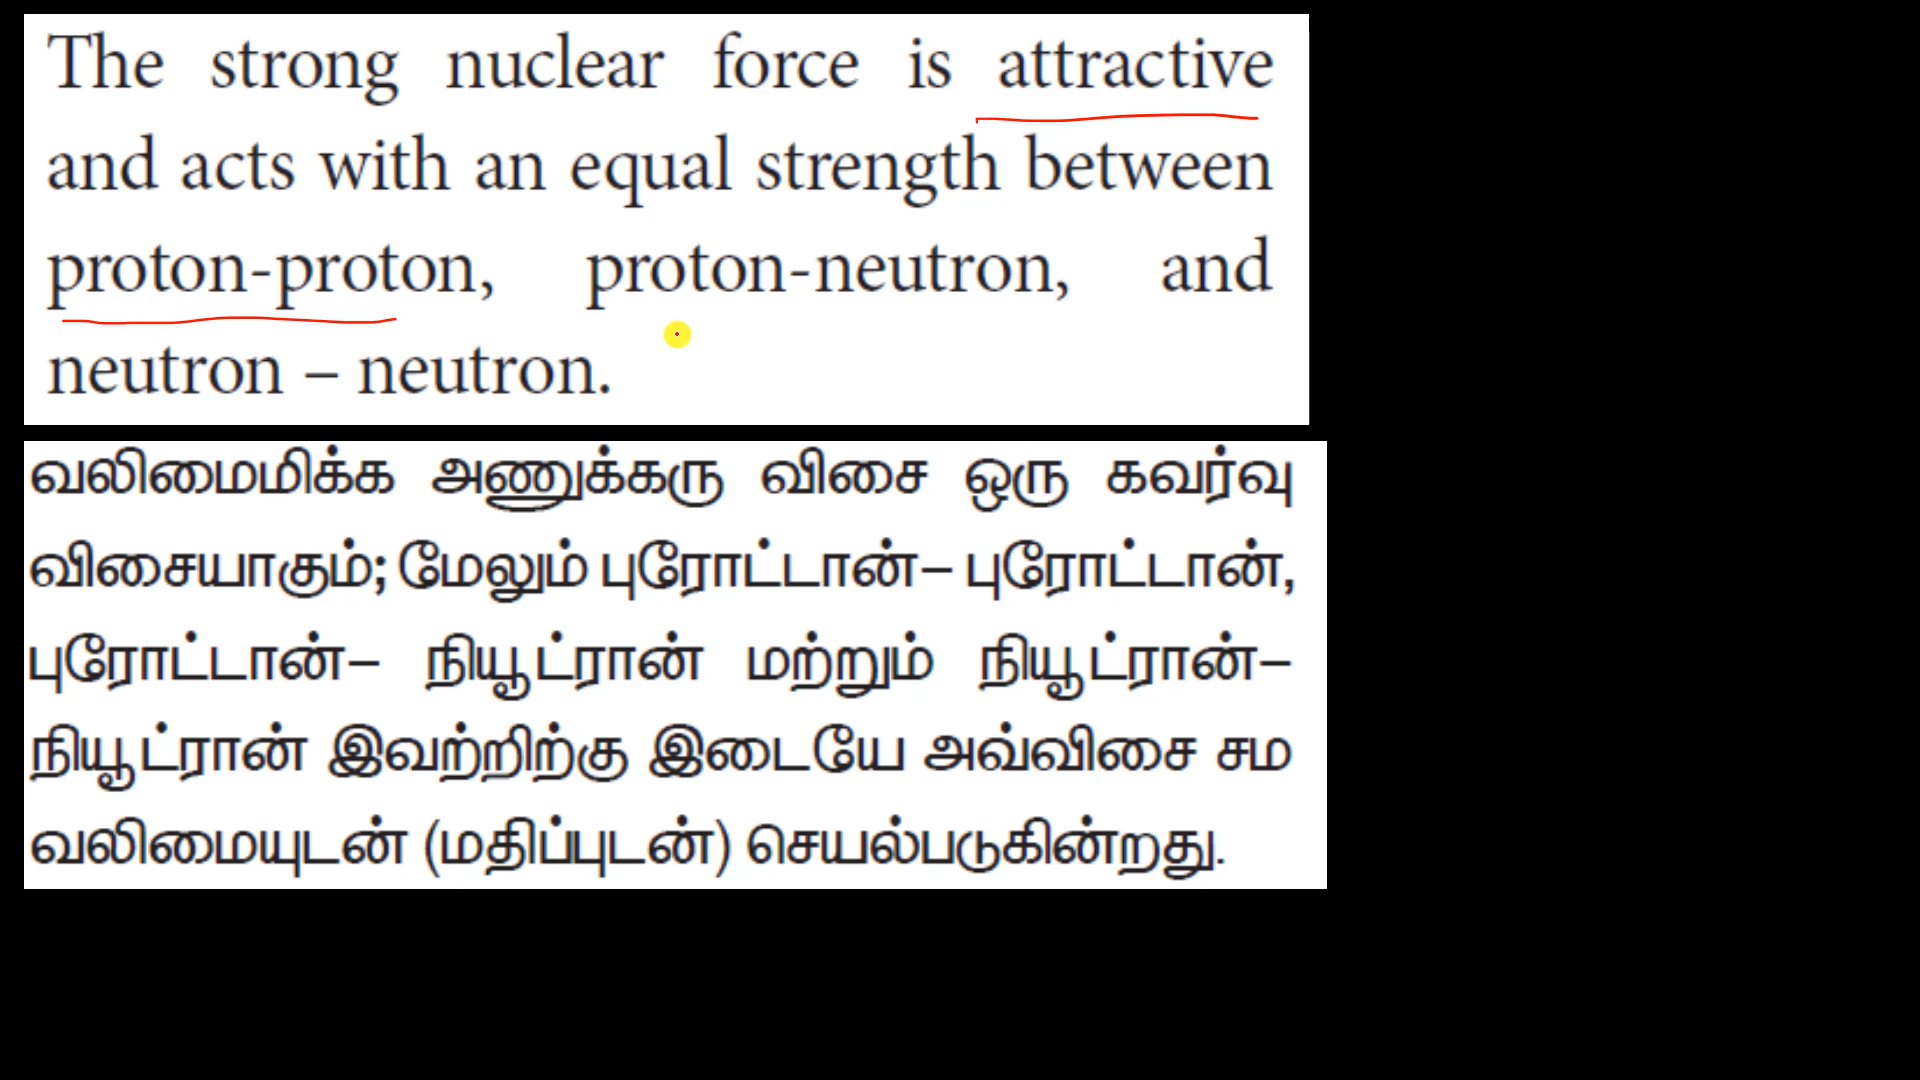 The strong nuclear force is attractive
and acts with an equal strength between
proton-proton, proton-neutron, and
neutron – neutron.
வலிமைமிக்க அணுக்கரு விசை ஒரு கவர்வு
விசையாகும்; மேலும் புரோட்டான்– புரோட்டான்,
புரோட்டான்– நியூட்ரான் மற்றும் நியூட்ரான்–
நியூட்ரான் இவற்றிற்கு இடையே அவ்விசை சம
வலிமையுடன் (மதிப்புடன்) செயல்படுகின்றது.